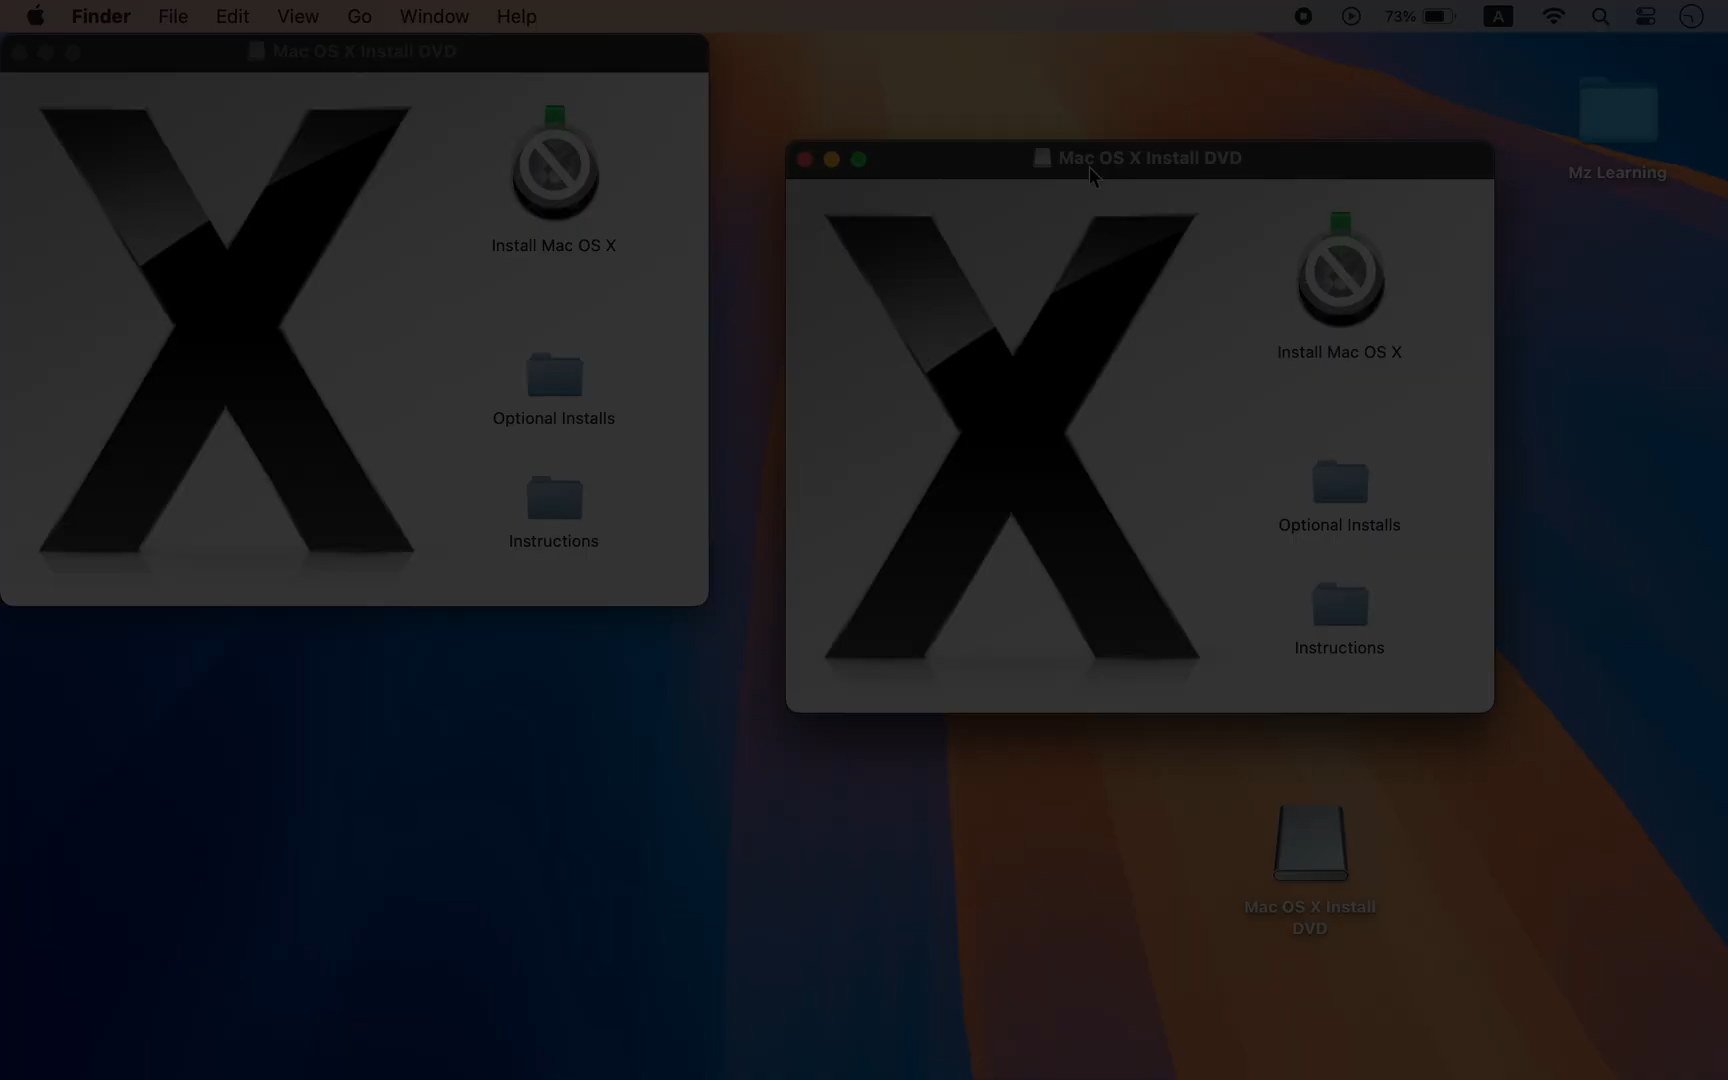 Finder File Edit View Go Window Help
73% A
Mac OS X Install DVD
Install Mac OS X
Optional Installs
Instructions
Mac OS X Install DVD
Install Mac OS X
Optional Installs
Instructions
Mz Learning
Mac OS X Install
DVD